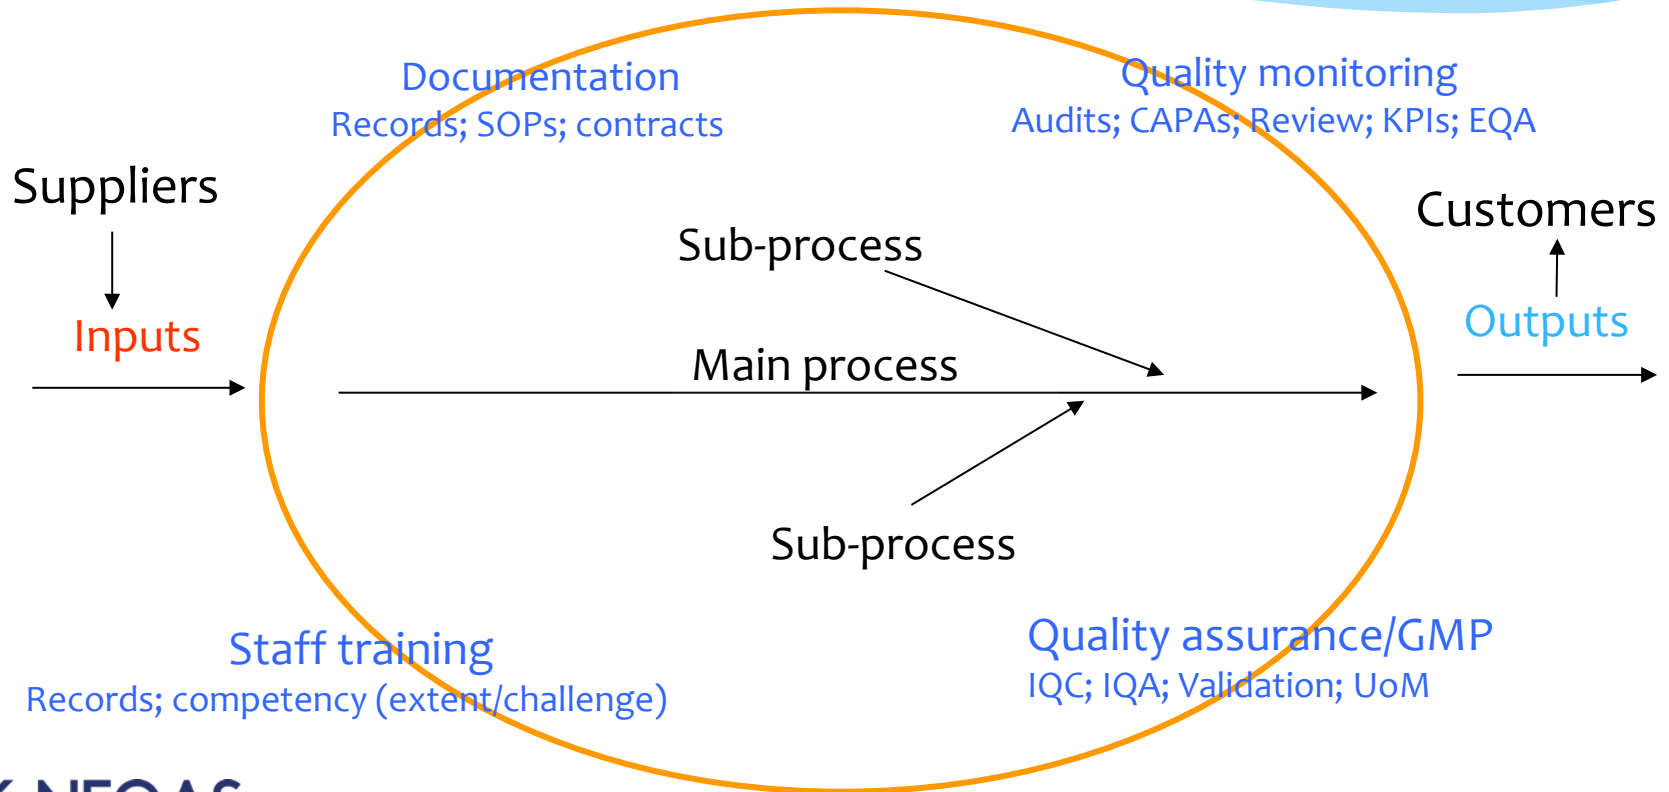 Documentation
Records; SOPs; contracts
Quality monitoring
Audits; CAPAs; Review; KPIs; EQA
Suppliers
Customers
Sub-process
Inputs
Outputs
Main process
Sub-process
Staff training
Records; competency (extent/challenge)
Quality assurance/GMP
IQC; IQA; Validation; UoM